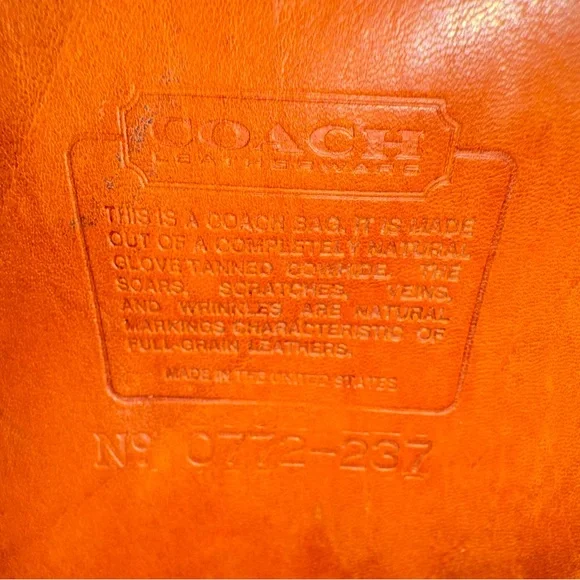 COACH
LEATHERWARE
THIS IS A COACH BAG. IT IS MADE
OUT OF A COMPLETELY NATURAL
GLOVE TANNED COWHIDE. THE
SCARS, SCRATCHES, VEINS,
AND WRINKLES ARE NATURAL
MARKINGS CHARACTERISTIC OF
FULL GRAIN LEATHERS.
MADE IN THE UNITED STATES
Nº 0772-237